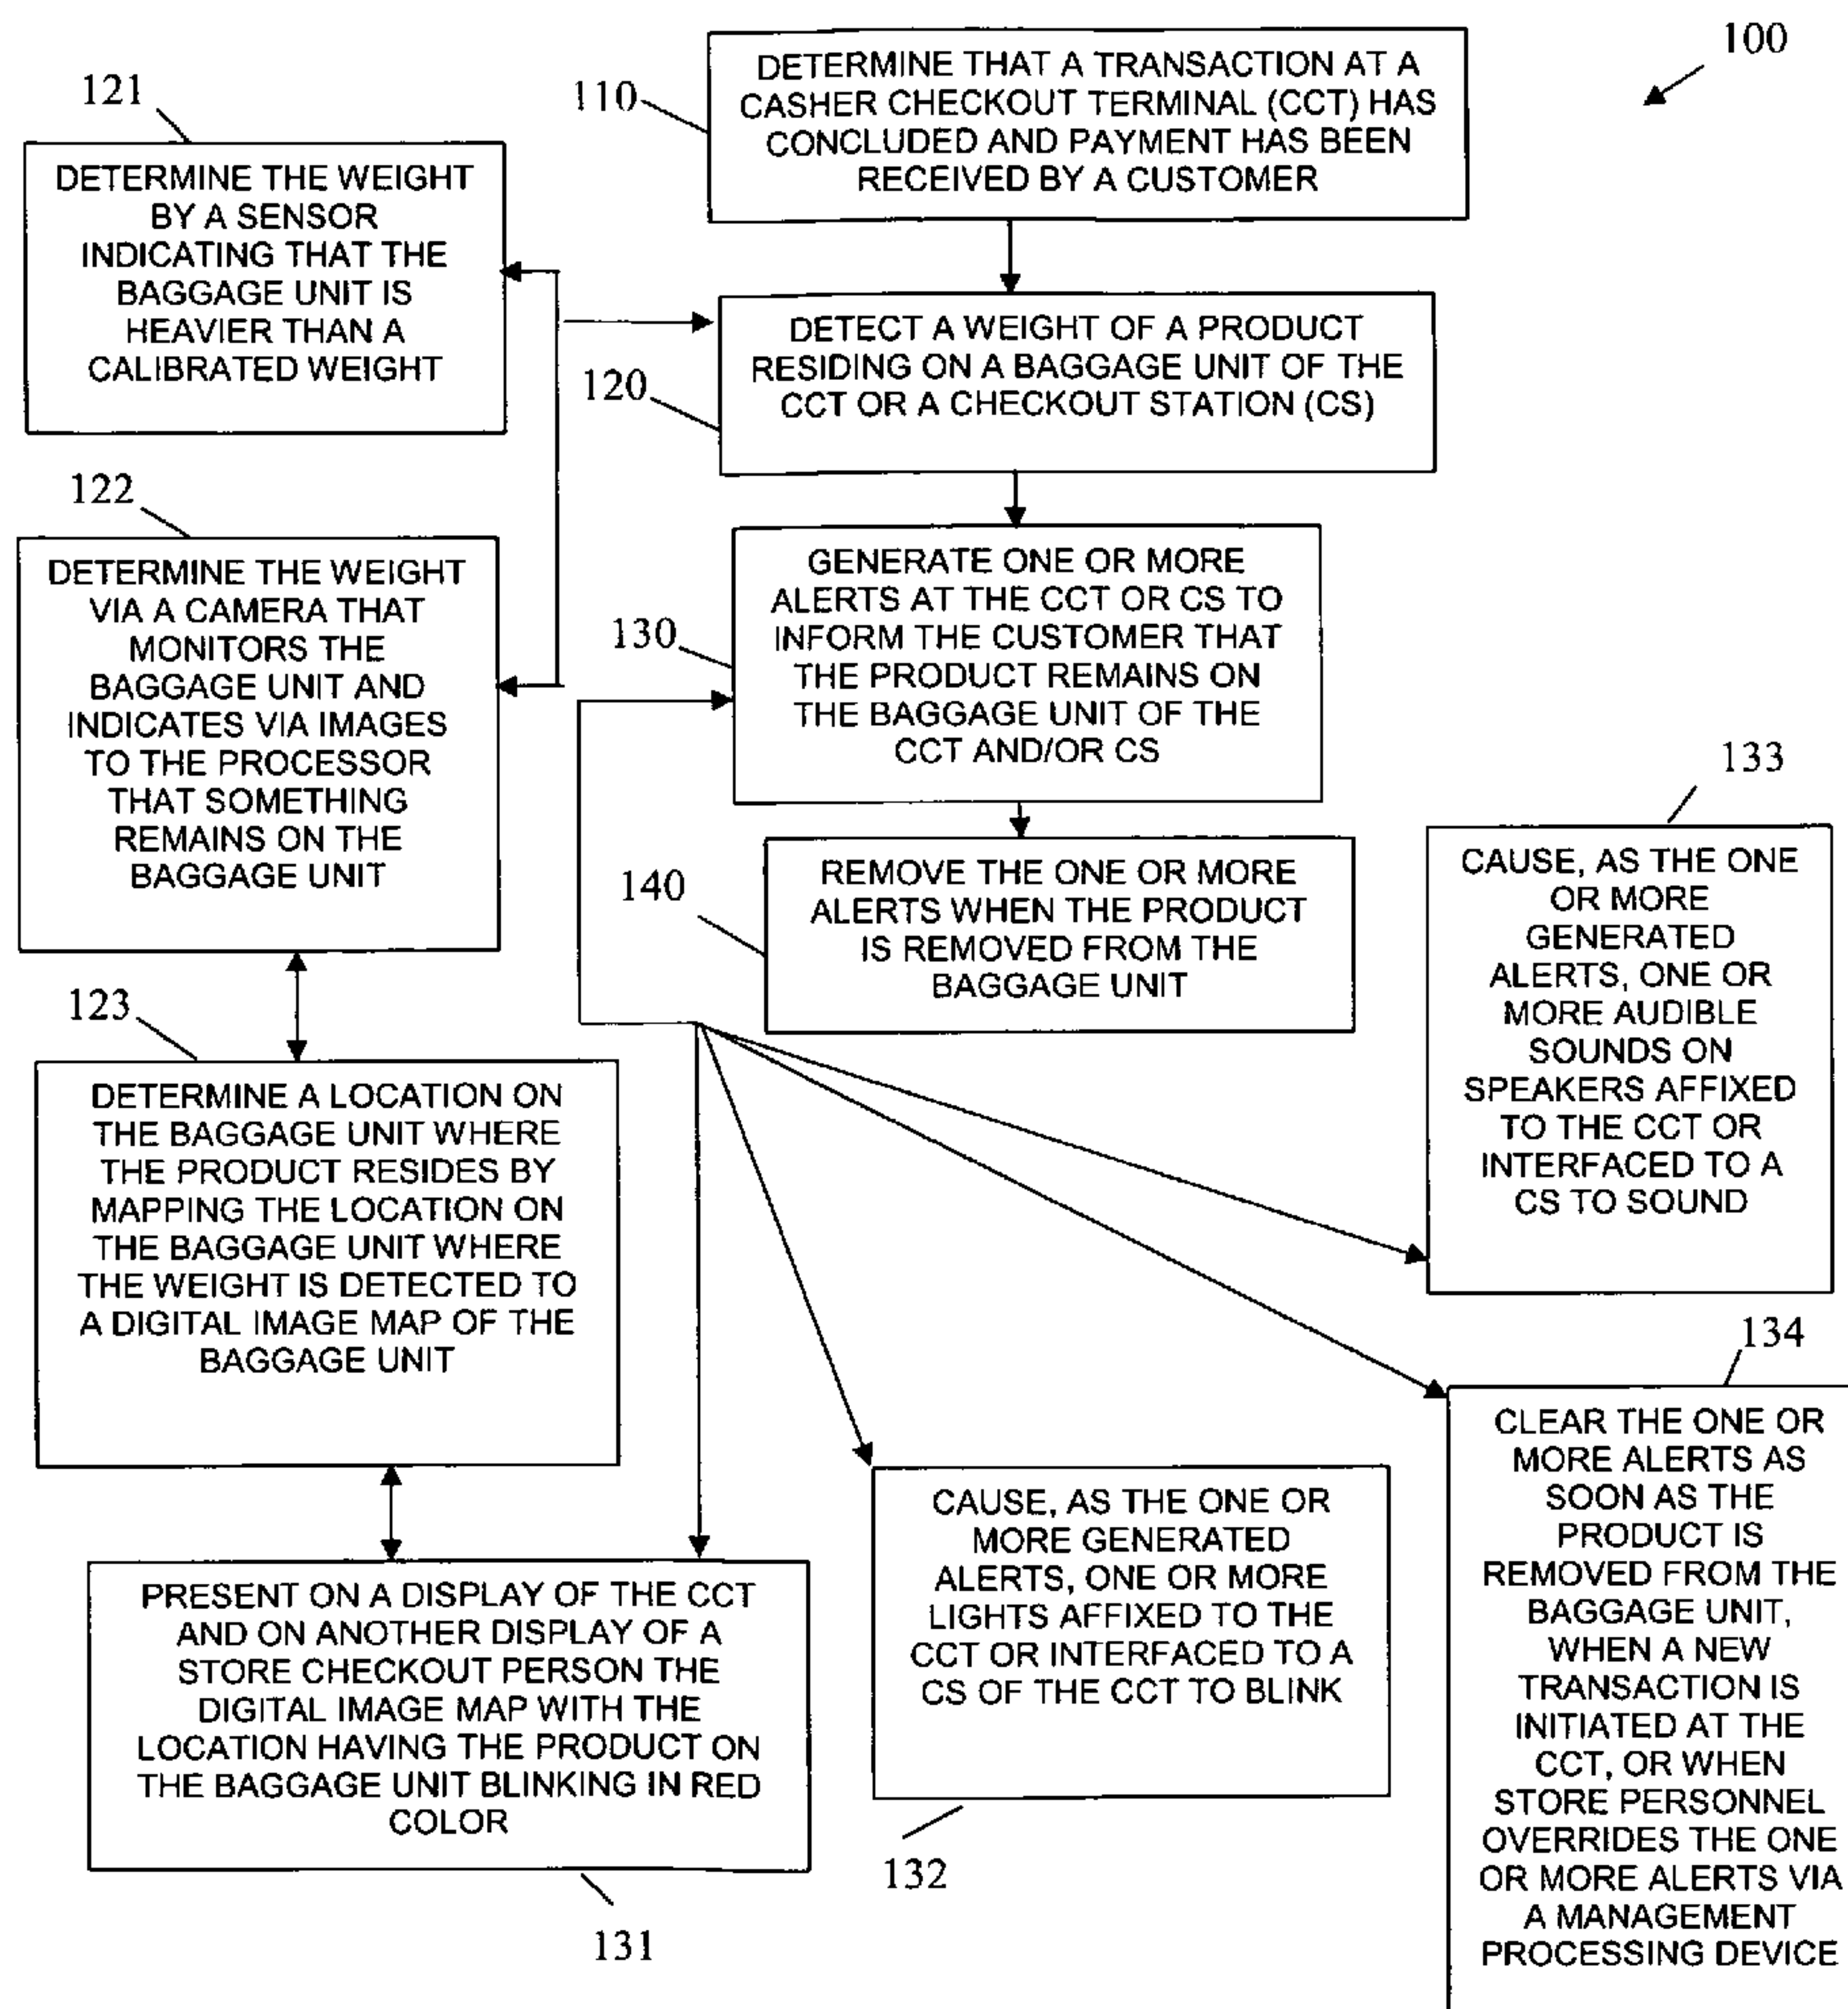 100
110
DETERMINE THAT A TRANSACTION AT A
CASHER CHECKOUT TERMINAL (CCT) HAS
CONCLUDED AND PAYMENT HAS BEEN
RECEIVED BY A CUSTOMER
121
DETERMINE THE WEIGHT
BY A SENSOR
INDICATING THAT THE
BAGGAGE UNIT IS
HEAVIER THAN A
CALIBRATED WEIGHT
120
DETECT A WEIGHT OF A PRODUCT
RESIDING ON A BAGGAGE UNIT OF THE
CCT OR A CHECKOUT STATION (CS)
122
DETERMINE THE WEIGHT
VIA A CAMERA THAT
MONITORS THE
BAGGAGE UNIT AND
INDICATES VIA IMAGES
TO THE PROCESSOR
THAT SOMETHING
REMAINS ON THE
BAGGAGE UNIT
130
GENERATE ONE OR MORE
ALERTS AT THE CCT OR CS TO
INFORM THE CUSTOMER THAT
THE PRODUCT REMAINS ON
THE BAGGAGE UNIT OF THE
CCT AND/OR CS
140
REMOVE THE ONE OR MORE
ALERTS WHEN THE PRODUCT
IS REMOVED FROM THE
BAGGAGE UNIT
133
CAUSE, AS THE ONE
OR MORE
GENERATED
ALERTS, ONE OR
MORE AUDIBLE
SOUNDS ON
SPEAKERS AFFIXED
TO THE CCT OR
INTERFACED TO A
CS TO SOUND
123
DETERMINE A LOCATION ON
THE BAGGAGE UNIT WHERE
THE PRODUCT RESIDES BY
MAPPING THE LOCATION ON
THE BAGGAGE UNIT WHERE
THE WEIGHT IS DETECTED TO
A DIGITAL IMAGE MAP OF THE
BAGGAGE UNIT
134
CLEAR THE ONE OR
MORE ALERTS AS
SOON AS THE
PRODUCT IS
REMOVED FROM THE
BAGGAGE UNIT,
WHEN A NEW
TRANSACTION IS
INITIATED AT THE
CCT, OR WHEN
STORE PERSONNEL
OVERRIDES THE ONE
OR MORE ALERTS VIA
A MANAGEMENT
PROCESSING DEVICE
CAUSE, AS THE ONE OR
MORE GENERATED
ALERTS, ONE OR MORE
LIGHTS AFFIXED TO THE
CCT OR INTERFACED TO A
CS OF THE CCT TO BLINK
132
PRESENT ON A DISPLAY OF THE CCT
AND ON ANOTHER DISPLAY OF A
STORE CHECKOUT PERSON THE
DIGITAL IMAGE MAP WITH THE
LOCATION HAVING THE PRODUCT ON
THE BAGGAGE UNIT BLINKING IN RED
COLOR
131